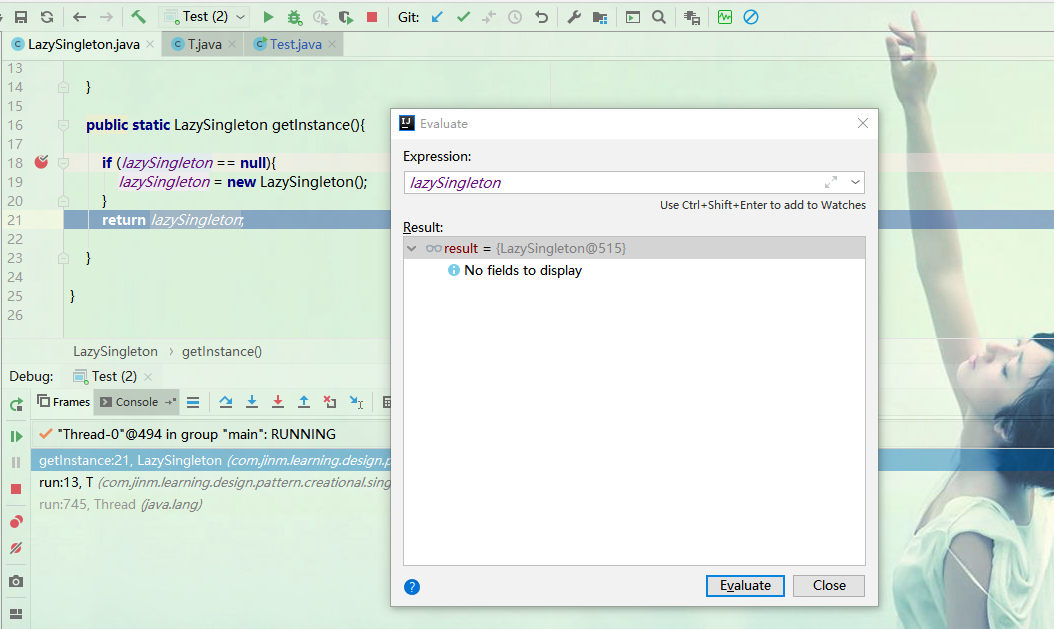 Test (2)
Git:
LazySingleton.java
T.java
Test.java
13
14 }
15
16 public static LazySingleton getInstance(){
17
18 if (lazySingleton == null){
19 lazySingleton = new LazySingleton();
20 }
21 return lazySingleton;
22
23 }
24
25 }
26
LazySingleton › getInstance()
Debug: Test (2)
Frames
Console
"Thread-0"@494 in group "main": RUNNING
getInstance:21, LazySingleton (com.jinm.learning.design.p
run:13, T (com.jinm.learning.design.pattern.creational.sing
run:745, Thread (java.lang)
Evaluate
Expression:
lazySingleton
Use Ctrl+Shift+Enter to add to Watches
Result:
result = {LazySingleton@515}
No fields to display
Evaluate
Close